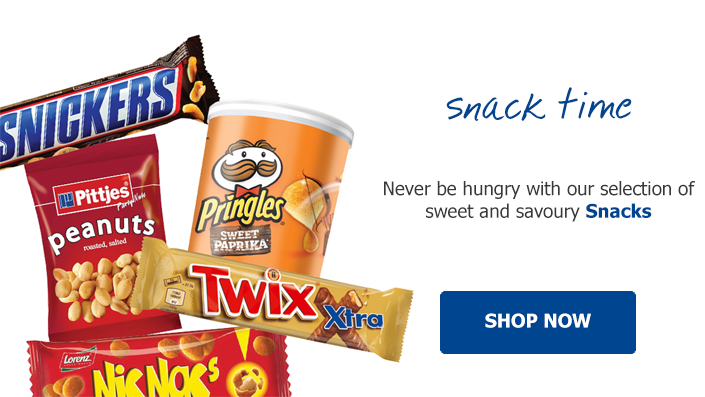 SNICKERS
Pringles
SWEET
PAPRIKA
Pittjes
PartyNuts
peanuts
roasted, salted
TWIX
Xtra
Lorenz
NicNac's
snack time
Never be hungry with our selection of
sweet and savoury Snacks
SHOP NOW